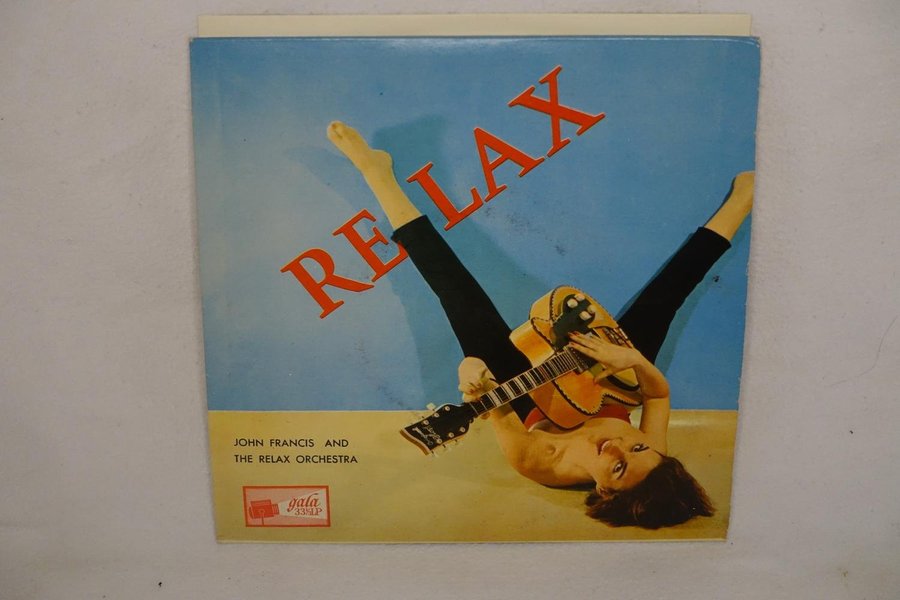 RELAX
JOHN FRANCIS AND
THE RELAX ORCHESTRA
gala
33⅓LP